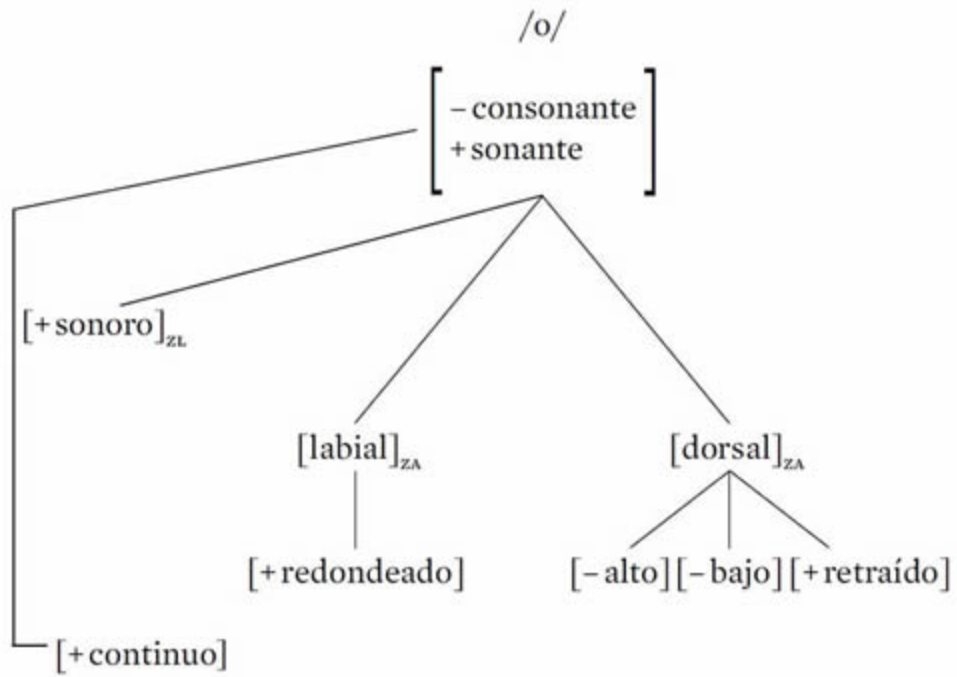 /o/
– consonante
+ sonante
[+ sonoro]ZL
[labial]ZA [dorsal]ZA
[+ redondeado] [– alto] [– bajo] [+ retraído]
[+ continuo]